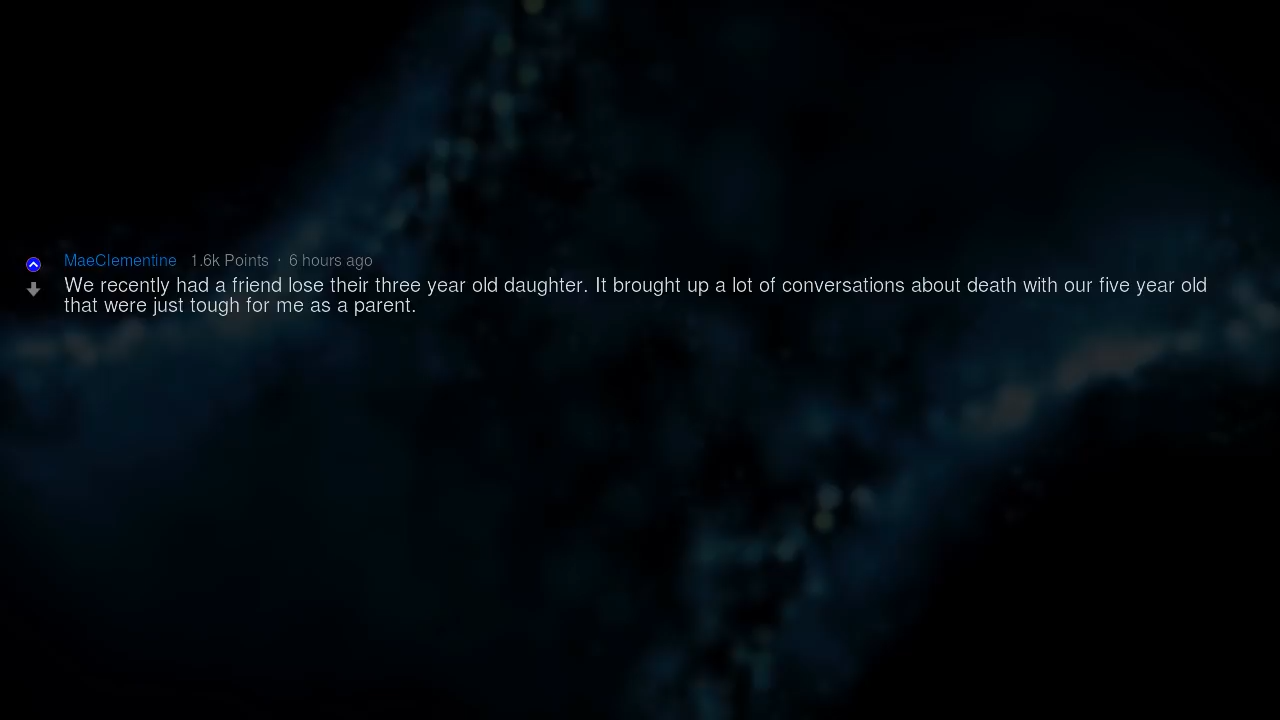 MaeClementine 1.6k Points · 6 hours ago
We recently had a friend lose their three year old daughter. It brought up a lot of conversations about death with our five year old
that were just tough for me as a parent.